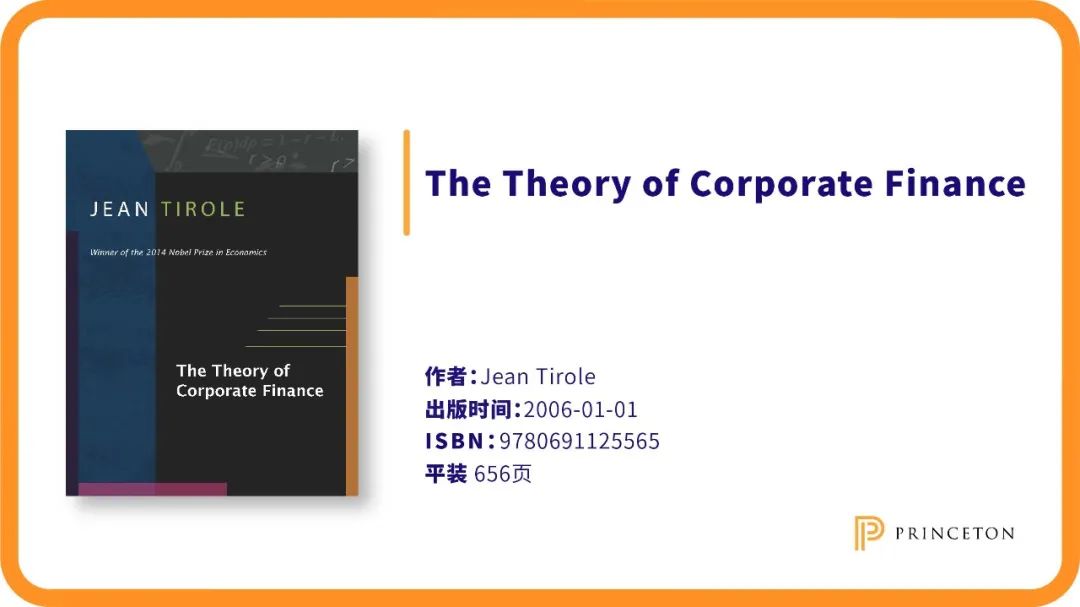 JEAN TIROLE
Winner of the 2014 Nobel Prize in Economics
The Theory of
Corporate Finance
The Theory of Corporate Finance
作者:Jean Tirole
出版时间:2006-01-01
ISBN:9780691125565
平装 656页
PRINCETON